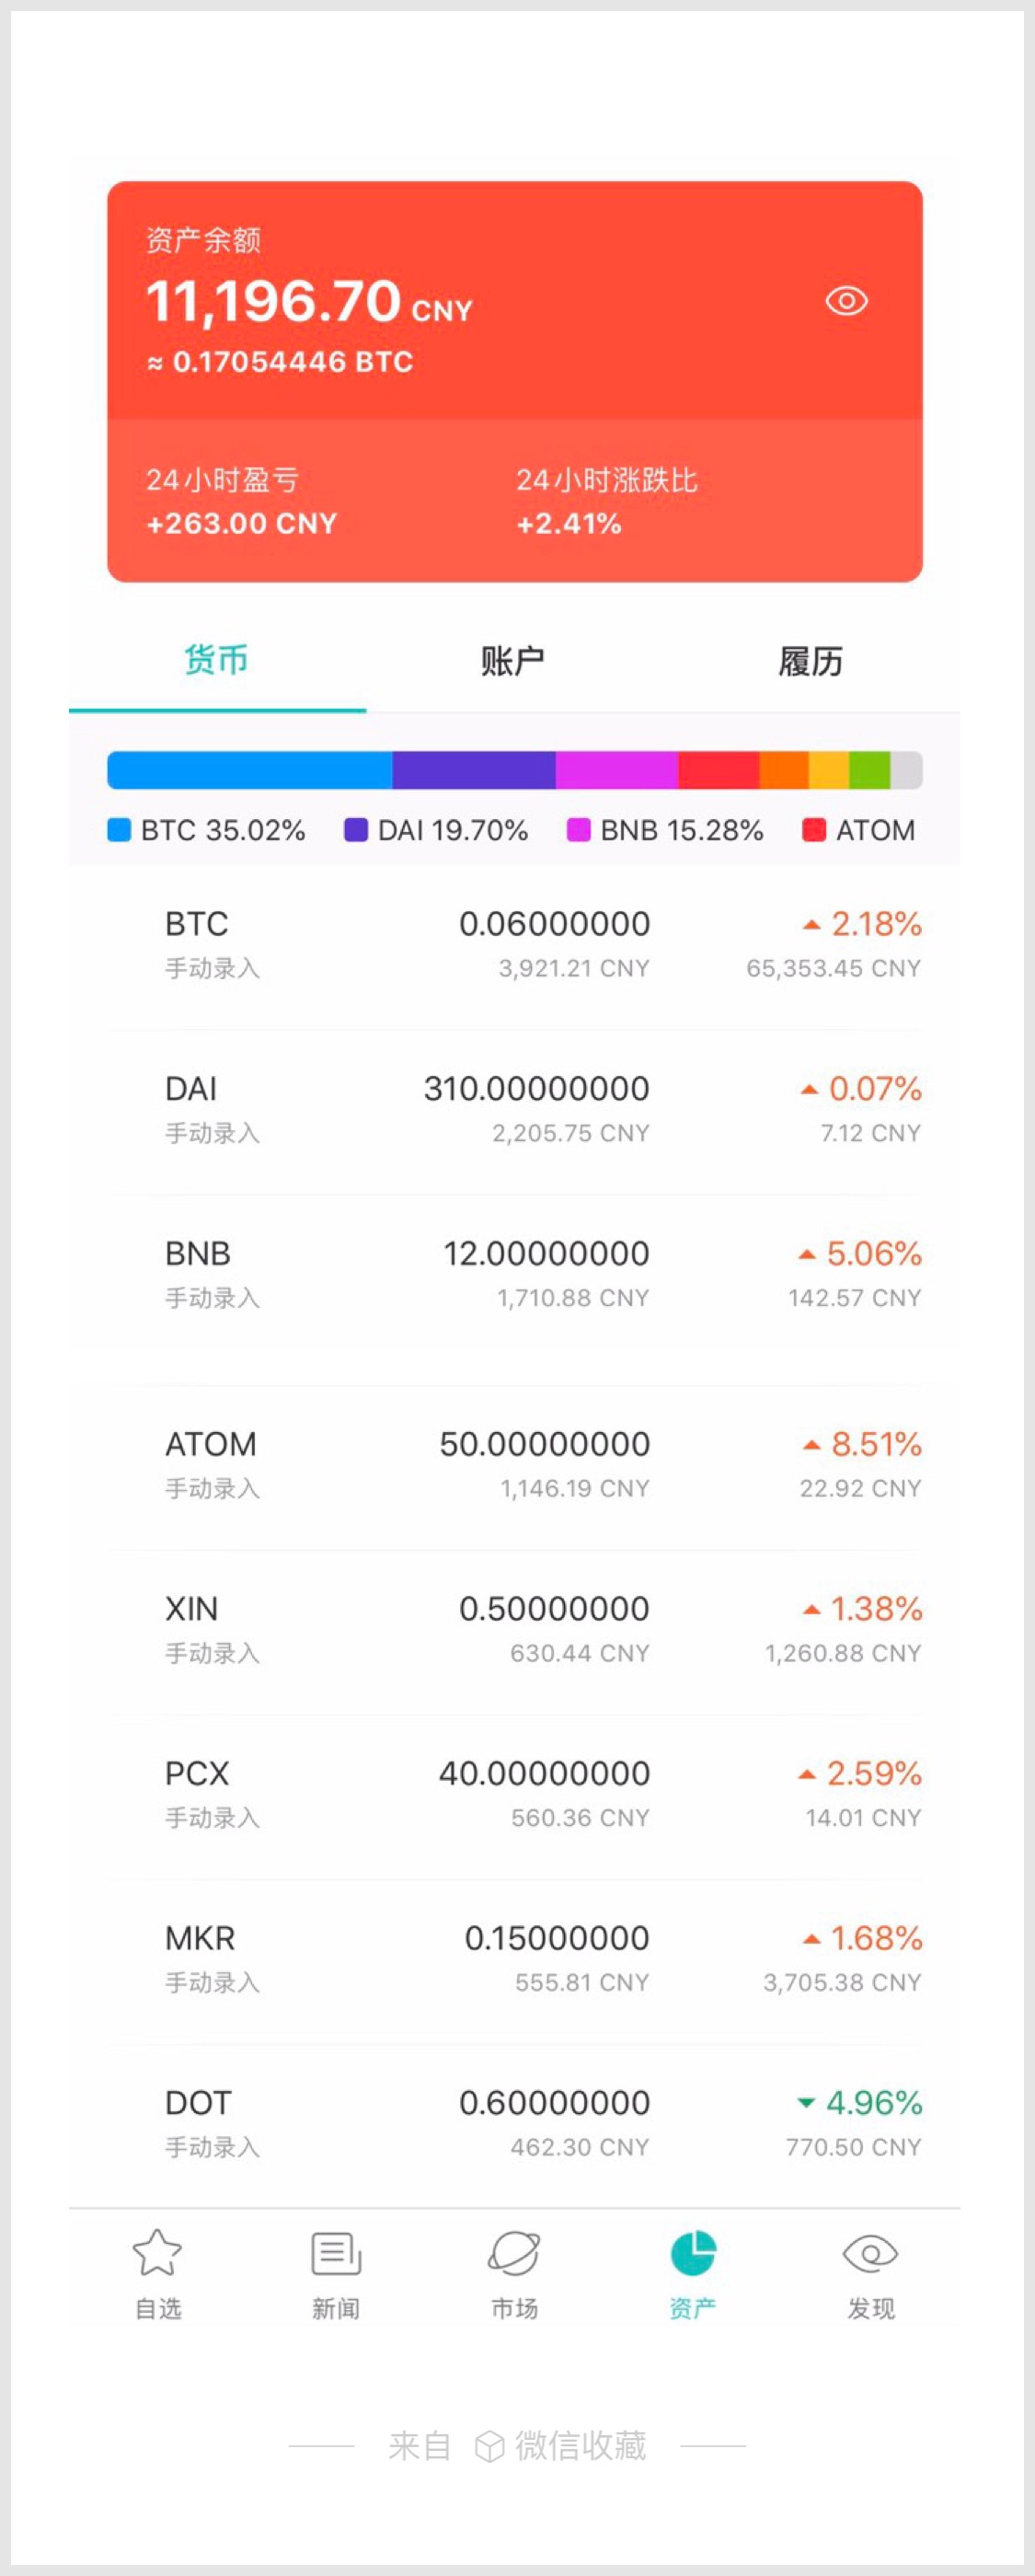 资产余额
11,196.70 CNY
≈ 0.17054446 BTC
24小时盈亏 24小时涨跌比
+263.00 CNY +2.41%
货币 账户 履历
BTC 35.02% DAI 19.70% BNB 15.28% ATOM
BTC 0.06000000 2.18%
手动录入 3,921.21 CNY 65,353.45 CNY
DAI 310.00000000 0.07%
手动录入 2,205.75 CNY 7.12 CNY
BNB 12.00000000 5.06%
手动录入 1,710.88 CNY 142.57 CNY
ATOM 50.00000000 8.51%
手动录入 1,146.19 CNY 22.92 CNY
XIN 0.50000000 1.38%
手动录入 630.44 CNY 1,260.88 CNY
PCX 40.00000000 2.59%
手动录入 560.36 CNY 14.01 CNY
MKR 0.15000000 1.68%
手动录入 555.81 CNY 3,705.38 CNY
DOT 0.60000000 4.96%
手动录入 462.30 CNY 770.50 CNY
自选 新闻 市场 资产 发现
来自 微信收藏